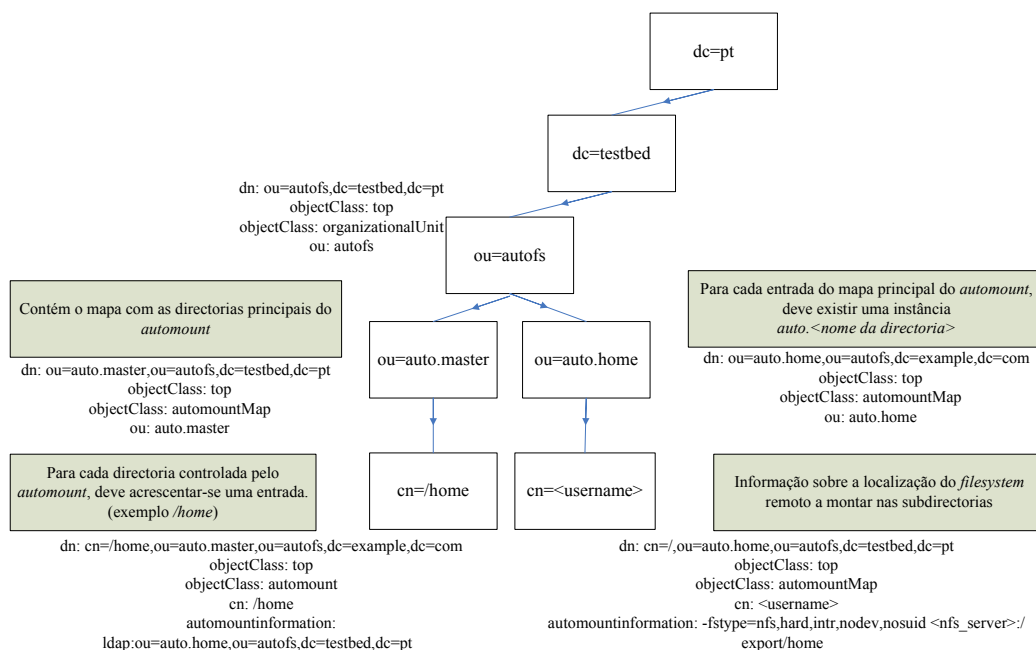 dc=pt
dc=testbed
dn: ou=autofs,dc=testbed,dc=pt
objectClass: top
objectClass: organizationalUnit
ou: autofs
ou=autofs
Contém o mapa com as directorias principais do
automount
Para cada entrada do mapa principal do automount,
deve existir uma instância
auto.<nome da directoria>
ou=auto.master
ou=auto.home
dn: ou=auto.master,ou=autofs,dc=testbed,dc=pt
objectClass: top
objectClass: automountMap
ou: auto.master
dn: ou=auto.home,ou=autofs,dc=example,dc=com
objectClass: top
objectClass: automountMap
ou: auto.home
Para cada directoria controlada pelo
automount, deve acrescentar-se uma entrada.
(exemplo /home)
cn=/home
cn=<username>
Informação sobre a localização do filesystem
remoto a montar nas subdirectorias
dn: cn=/home,ou=auto.master,ou=autofs,dc=example,dc=com
objectClass: top
objectClass: automount
cn: /home
automountinformation:
ldap:ou=auto.home,ou=autofs,dc=testbed,dc=pt
dn: cn=/,ou=auto.home,ou=autofs,dc=testbed,dc=pt
objectClass: top
objectClass: automountMap
cn: <username>
automountinformation: -fstype=nfs,hard,intr,nodev,nosuid <nfs_server>:/
export/home